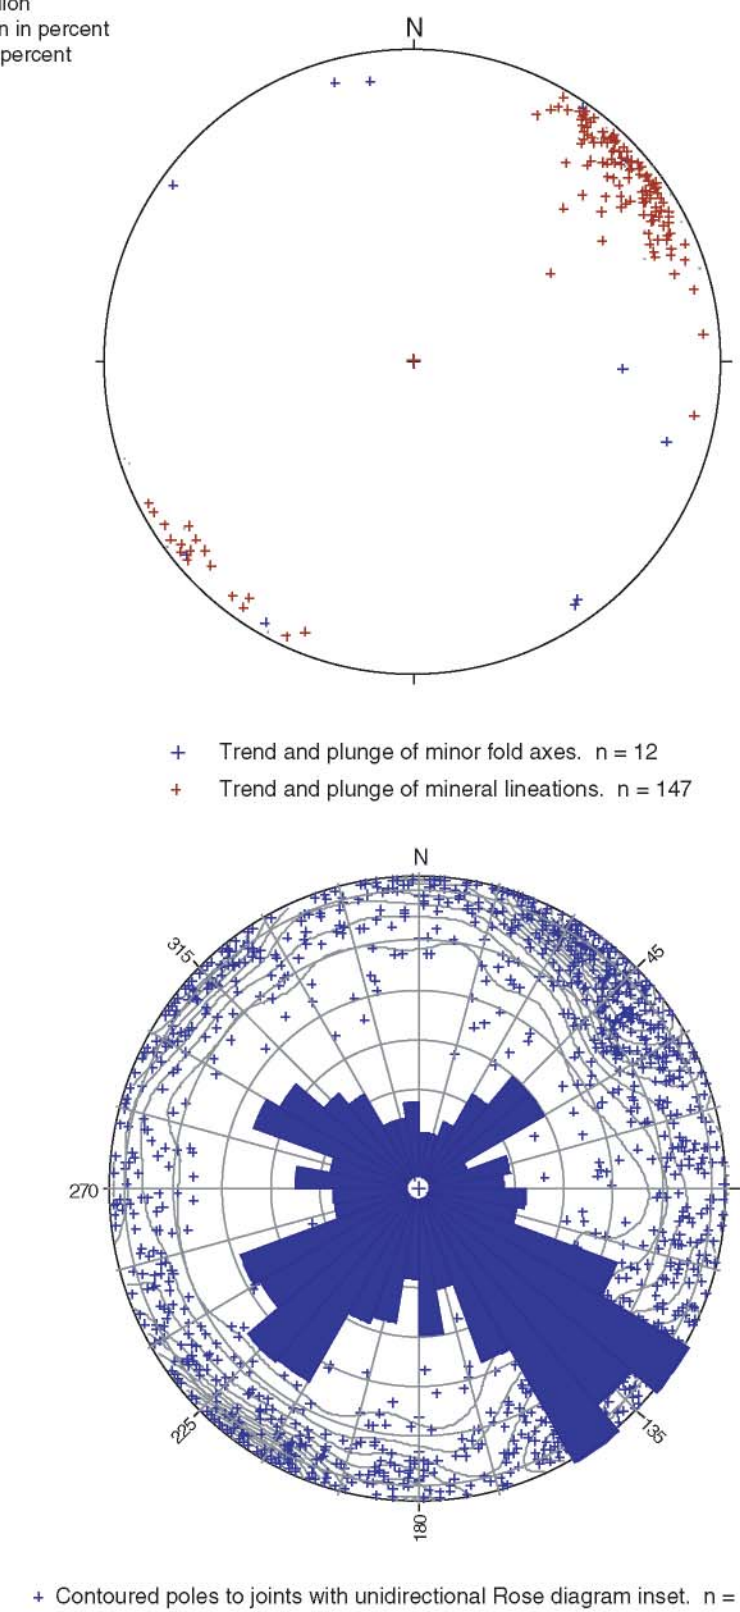 n in percent
percent
N
+ Trend and plunge of minor fold axes. n = 12
+ Trend and plunge of mineral lineations. n = 147
N
315
45
270
225
135
180
+ Contoured poles to joints with unidirectional Rose diagram inset. n =